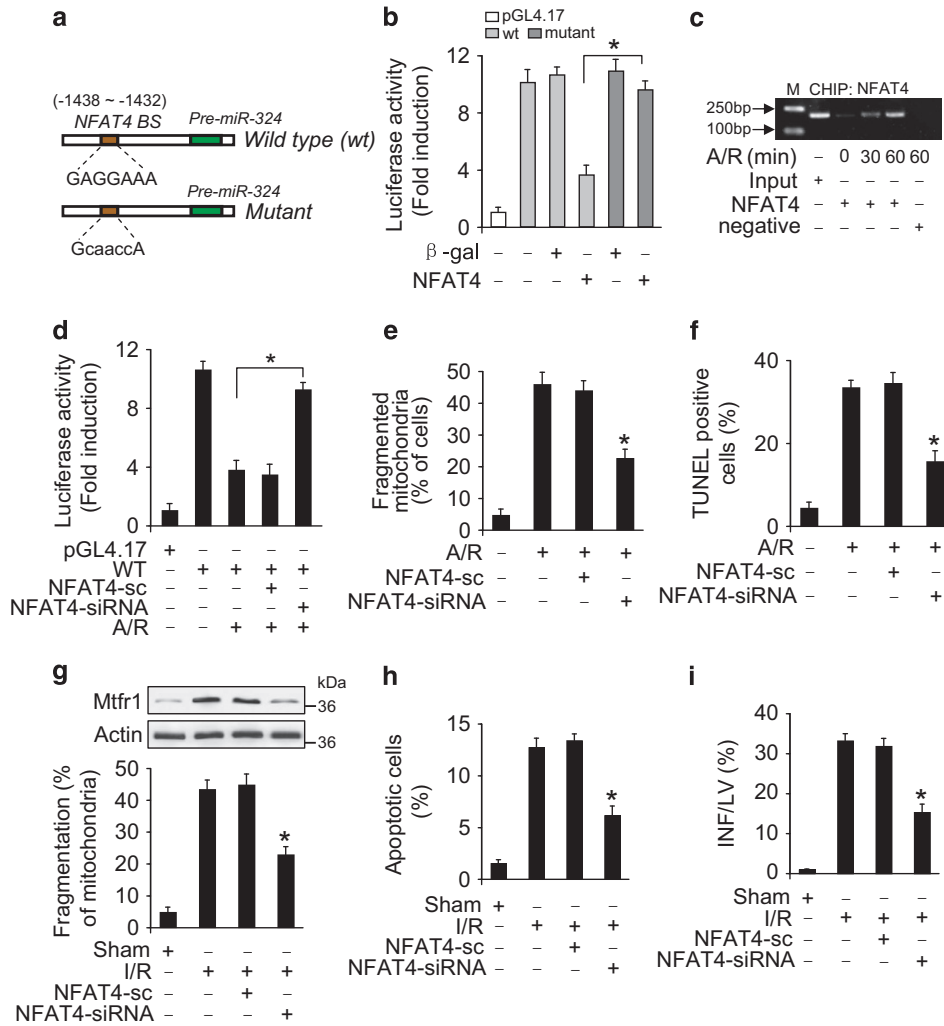 a
(-1438 ~ -1432)
NFAT4 BS
Pre-miR-324
Wild type (wt)
GAGGAAA
Pre-miR-324
Mutant
GcaaccA
b
pGL4.17
wt mutant
Luciferase activity
(Fold induction)
12
8
4
0
*
β-gal – – + – + –
NFAT4 – – – + – +
c
M CHIP: NFAT4
250bp
100bp
A/R (min) – 0 30 60 60
Input + – – – –
NFAT4 – + + + –
negative – – – – +
d
Luciferase activity
(Fold induction)
12
8
4
0
*
pGL4.17 + – – – –
WT – + + + +
NFAT4-sc – – – + –
NFAT4-siRNA – – – – +
A/R – – + + +
e
Fragmented
mitochondria
(% of cells)
50
40
30
20
10
0
*
A/R – + + +
NFAT4-sc – – + –
NFAT4-siRNA – – – +
f
TUNEL positive
cells (%)
40
20
0
*
A/R – + + +
NFAT4-sc – – + –
NFAT4-siRNA – – – +
g
kDa
Mtfr1
36
Actin
36
Fragmentation (%
of mitochondria)
50
40
30
20
10
0
*
Sham + – – –
I/R – + + +
NFAT4-sc – – + –
NFAT4-siRNA – – – +
h
Apoptotic cells
(%)
15
10
5
0
*
Sham + – – –
I/R – + + +
NFAT4-sc – – + –
NFAT4-siRNA – – – +
i
INF/LV (%)
40
30
20
10
0
*
Sham + – – –
I/R – + + +
NFAT4-sc – – + –
NFAT4-siRNA – – – +